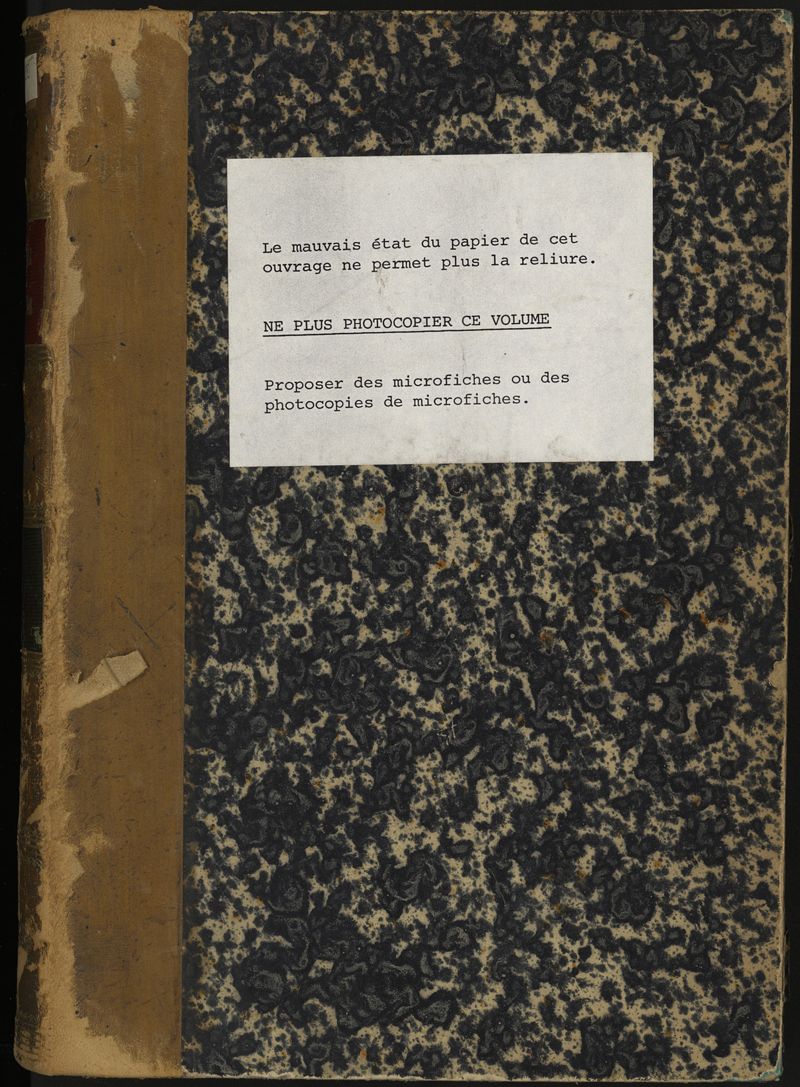 Le mauvais état du papier de cet
ouvrage ne permet plus la reliure.
NE PLUS PHOTOCOPIER CE VOLUME
Proposer des microfiches ou des
photocopies de microfiches.